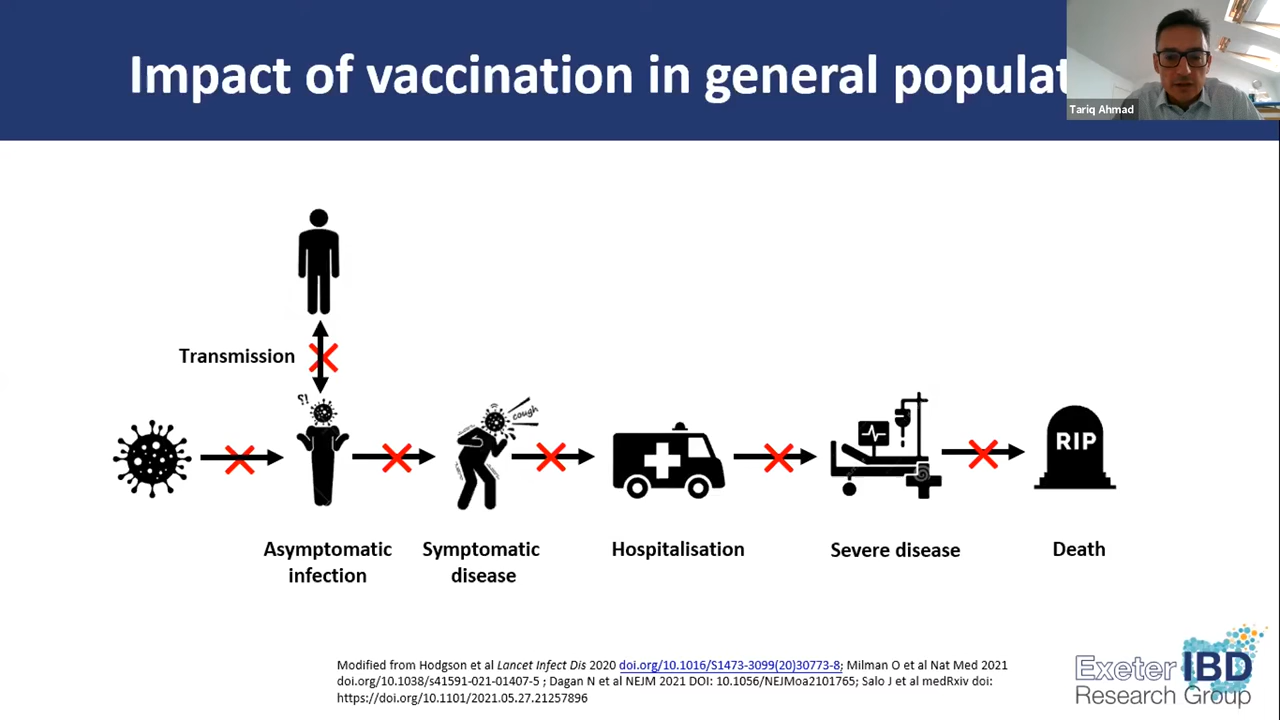 Impact of vaccination in general populat
Tariq Ahmad
Transmission
?!
cough
RIP
Asymptomatic
infection
Symptomatic
disease
Hospitalisation
Severe disease
Death
Modified from Hodgson et al Lancet Infect Dis 2020 doi.org/10.1016/S1473-3099(20)30773-8; Milman O et al Nat Med 2021
doi.org/10.1038/s41591-021-01407-5 ; Dagan N et al NEJM 2021 DOI: 10.1056/NEJMoa2101765; Salo J et al medRxiv doi:
https://doi.org/10.1101/2021.05.27.21257896
Exeter IBD
Research Group